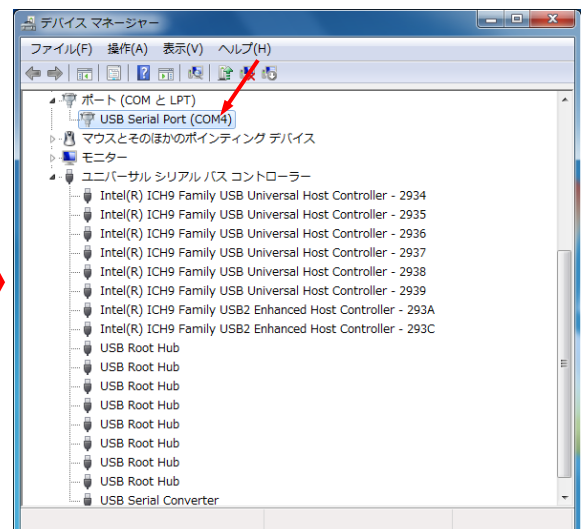 デバイス マネージャー
ファイル(F) 操作(A) 表示(V) ヘルプ(H)
ポート (COM と LPT)
USB Serial Port (COM4)
マウスとそのほかのポインティング デバイス
モニター
ユニバーサル シリアル バス コントローラー
Intel(R) ICH9 Family USB Universal Host Controller - 2934
Intel(R) ICH9 Family USB Universal Host Controller - 2935
Intel(R) ICH9 Family USB Universal Host Controller - 2936
Intel(R) ICH9 Family USB Universal Host Controller - 2937
Intel(R) ICH9 Family USB Universal Host Controller - 2938
Intel(R) ICH9 Family USB Universal Host Controller - 2939
Intel(R) ICH9 Family USB2 Enhanced Host Controller - 293A
Intel(R) ICH9 Family USB2 Enhanced Host Controller - 293C
USB Root Hub
USB Root Hub
USB Root Hub
USB Root Hub
USB Root Hub
USB Root Hub
USB Root Hub
USB Root Hub
USB Serial Converter